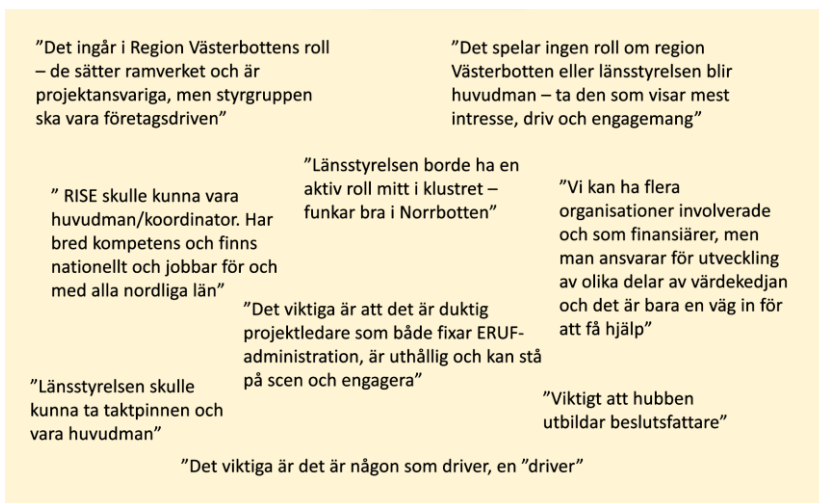 ”Det ingår i Region Västerbottens roll
– de sätter ramverket och är
projektansvariga, men styrgruppen
ska vara företagsdriven”
”Det spelar ingen roll om region
Västerbotten eller länsstyrelsen blir
huvudman – ta den som visar mest
intresse, driv och engagemang”
”Länsstyrelsen borde ha en
aktiv roll mitt i klustret –
funkar bra i Norrbotten”
” RISE skulle kunna vara
huvudman/koordinator. Har
bred kompetens och finns
nationellt och jobbar för och
med alla nordliga län”
”Vi kan ha flera
organisationer involverade
och som finansiärer, men
man ansvarar för utveckling
av olika delar av värdekedjan
och det är bara en väg in för
att få hjälp”
”Det viktiga är att det är duktig
projektledare som både fixar ERUF-
administration, är uthållig och kan stå
på scen och engagera”
”Länsstyrelsen skulle
kunna ta taktpinnen och
vara huvudman”
”Viktigt att hubben
utbildar beslutsfattare”
”Det viktiga är det är någon som driver, en ”driver”